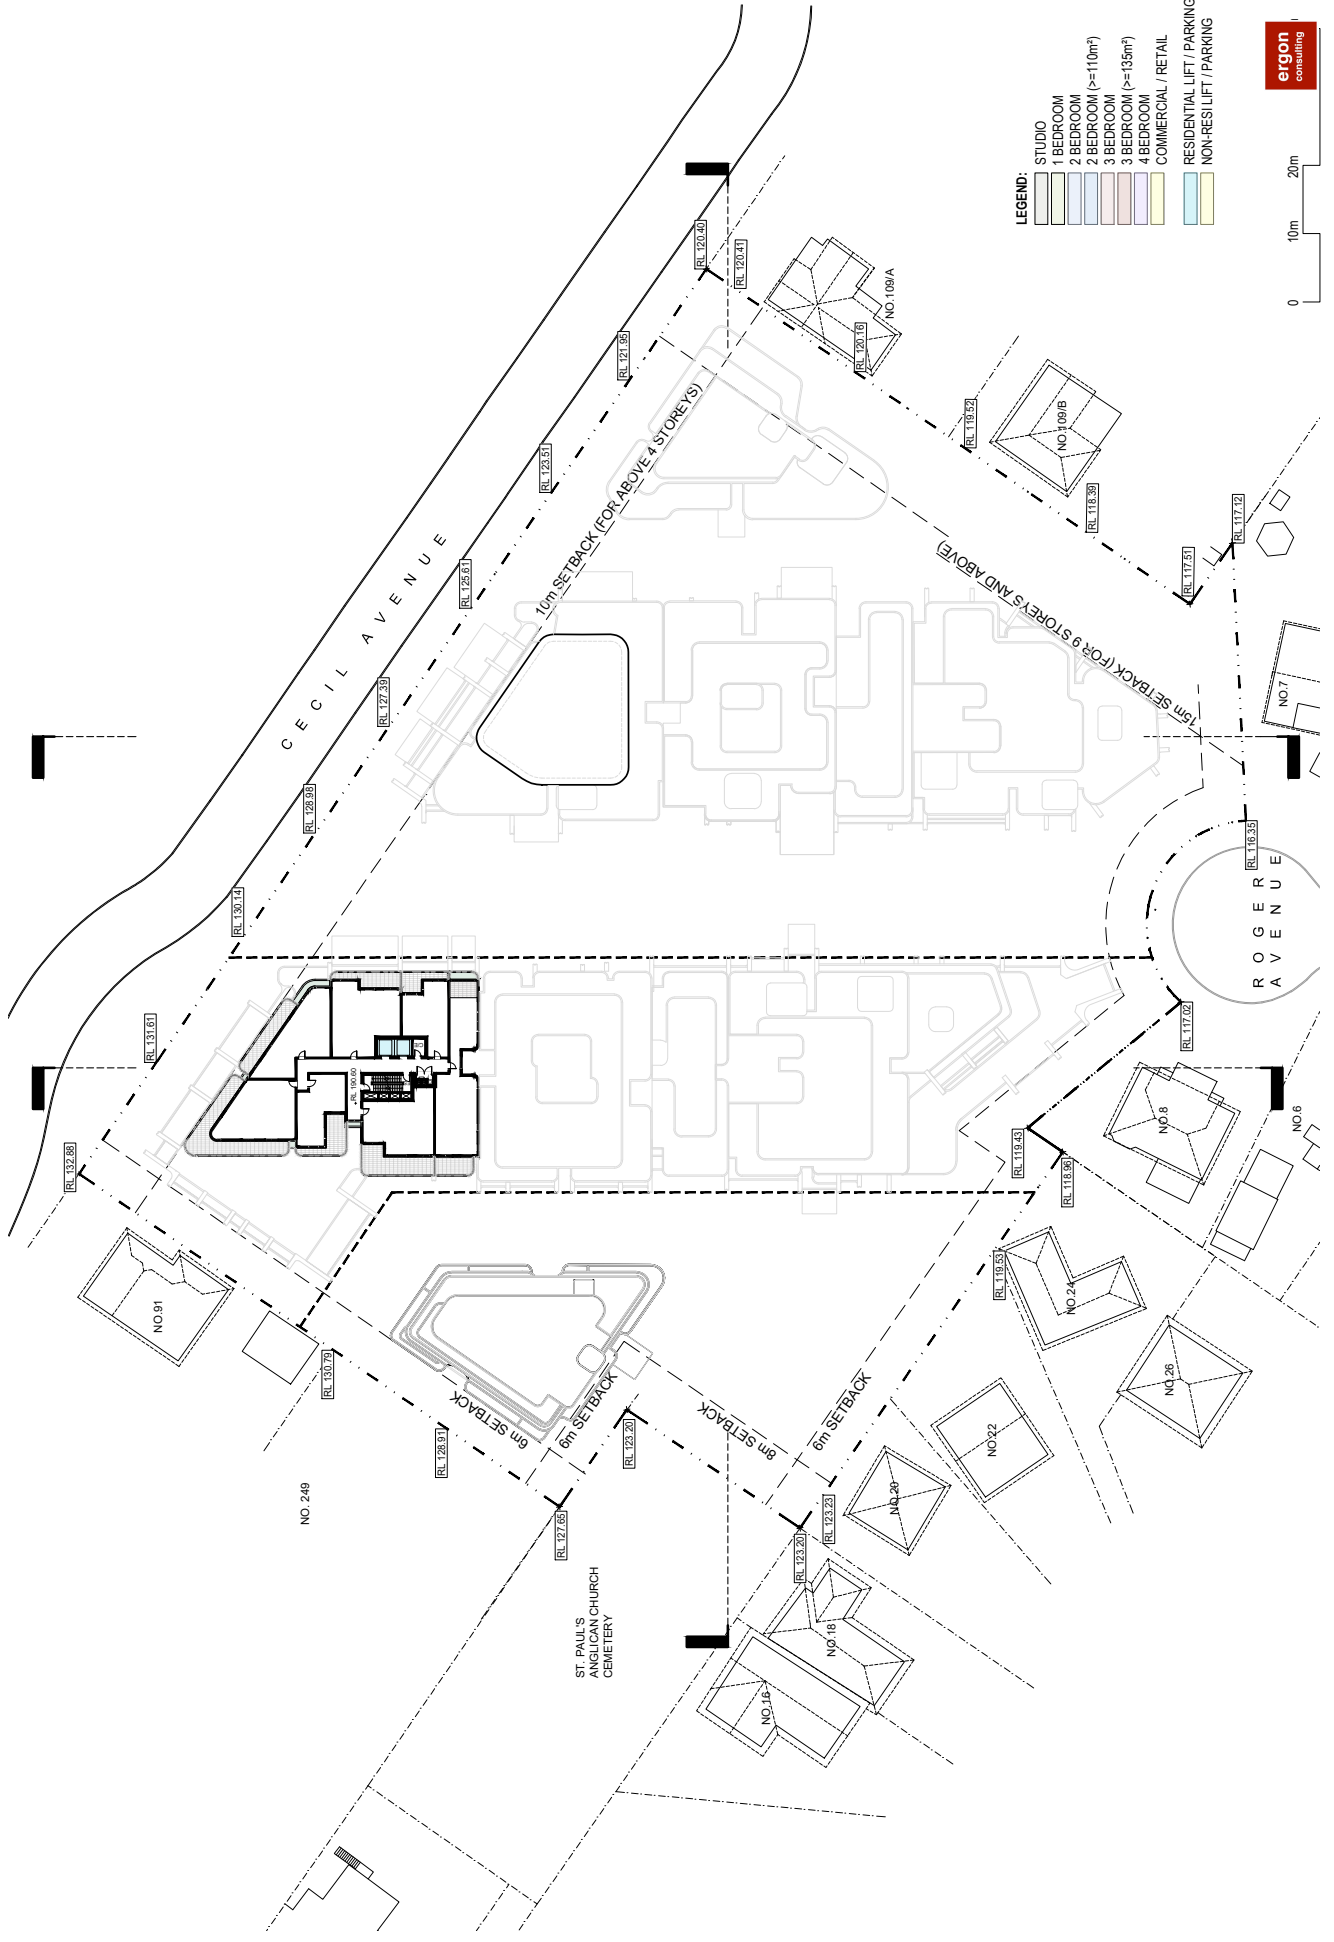 LEGEND:
STUDIO
1 BEDROOM
2 BEDROOM
2 BEDROOM (>=110m²)
3 BEDROOM
3 BEDROOM (>=135m²)
4 BEDROOM
COMMERCIAL / RETAIL
RESIDENTIAL LIFT / PARKING
NON-RESI LIFT / PARKING
ergon
consulting
0
10m
20m
CECIL AVENUE
RL 120.40
RL 120.41
RL 121.95
RL 123.51
RL 125.61
RL 127.39
RL 128.98
RL 130.14
RL 131.61
RL 132.88
10m SETBACK (FOR ABOVE 4 STOREYS)
15m SETBACK (FOR 9 STOREYS AND ABOVE)
NO.109/A
RL 120.16
RL 119.52
NO.109/B
RL 118.39
RL 117.12
RL 117.51
NO.7
RL 116.35
ROGER
AVENUE
RL 117.02
RL 190.60
NO.91
RL 130.79
RL 128.91
6m SETBACK
6m SETBACK
RL 123.20
8m SETBACK
6m SETBACK
RL 127.65
NO. 249
ST. PAUL'S
ANGLICAN CHURCH
CEMETERY
RL 123.20
RL 123.23
RL 119.43
RL 118.96
RL 119.53
NO.8
NO.6
NO.24
NO.26
NO.22
NO.20
NO.18
NO.16